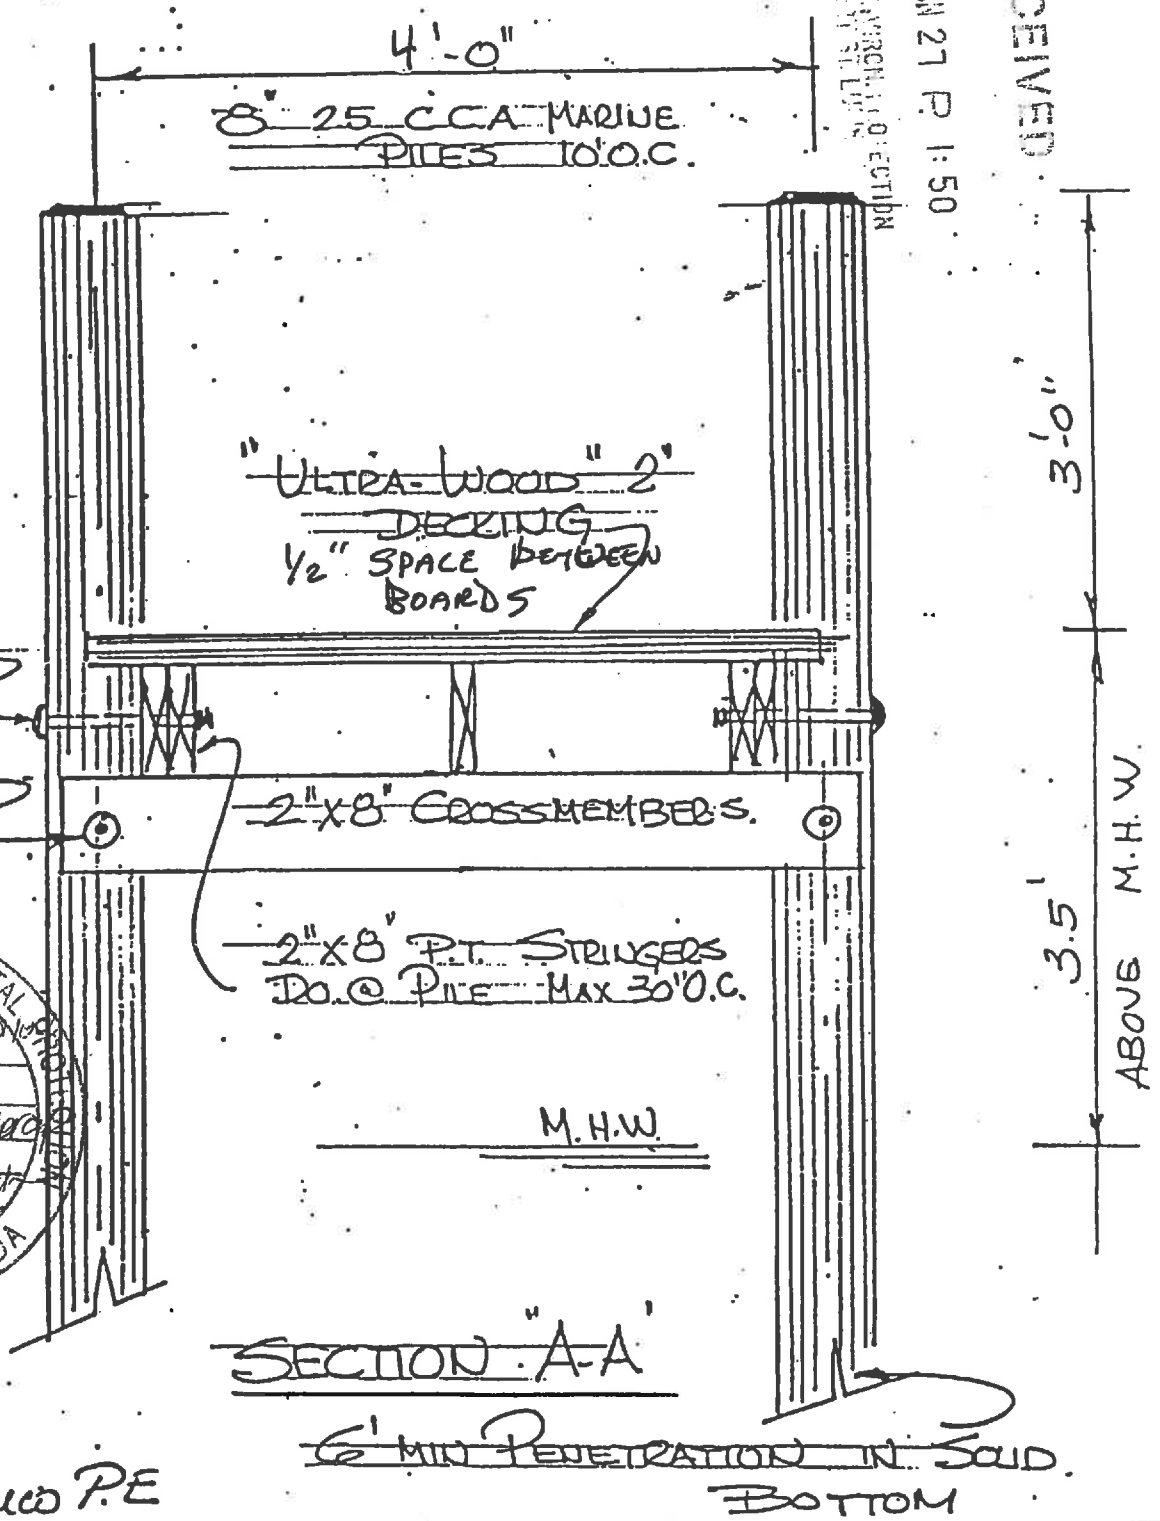 4'-0"
8" 25 C.C.A MARINE
PILES 10'O.C.
CEIVED
27 P 1:50
"ULTRA-WOOD" 2"
DECKING
1/2" SPACE BETWEEN
BOARDS
3'-0"
2"X8" CROSSMEMBERS.
2"X8" P.T. STRINGERS
DO. @ PILE MAX 30"O.C.
3.5'
ABOVE M.H.W.
M.H.W.
SECTION "A-A"
6' MIN PENETRATION IN SOLID
BOTTOM
P.E